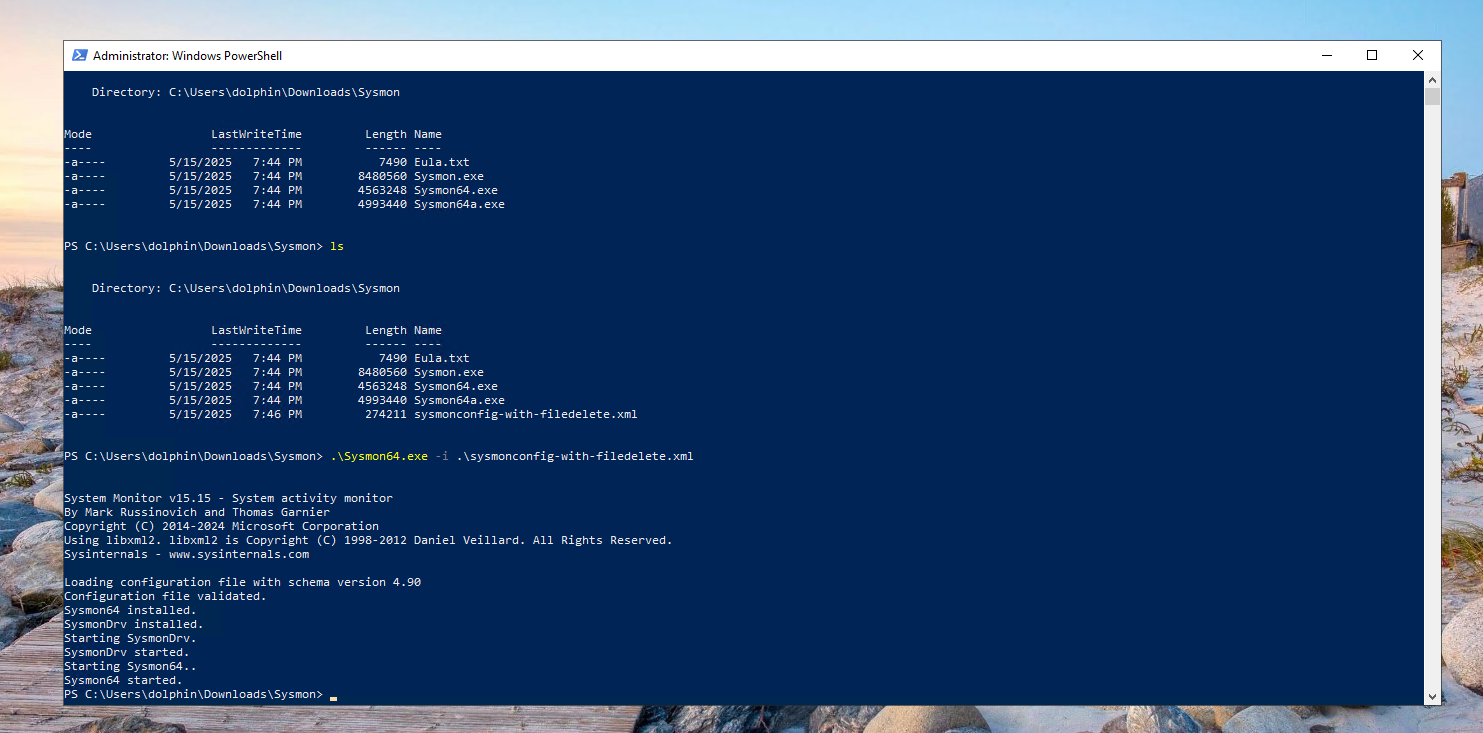 Administrator: Windows PowerShell
    Directory: C:\Users\dolphin\Downloads\Sysmon
Mode                 LastWriteTime         Length Name
----                 -------------         ------ ----
-a----         5/15/2025   7:44 PM           7490 Eula.txt
-a----         5/15/2025   7:44 PM        8480560 Sysmon.exe
-a----         5/15/2025   7:44 PM        4563248 Sysmon64.exe
-a----         5/15/2025   7:44 PM        4993440 Sysmon64a.exe
PS C:\Users\dolphin\Downloads\Sysmon> ls
    Directory: C:\Users\dolphin\Downloads\Sysmon
Mode                 LastWriteTime         Length Name
----                 -------------         ------ ----
-a----         5/15/2025   7:44 PM           7490 Eula.txt
-a----         5/15/2025   7:44 PM        8480560 Sysmon.exe
-a----         5/15/2025   7:44 PM        4563248 Sysmon64.exe
-a----         5/15/2025   7:44 PM        4993440 Sysmon64a.exe
-a----         5/15/2025   7:46 PM         274211 sysmonconfig-with-filedelete.xml
PS C:\Users\dolphin\Downloads\Sysmon> .\Sysmon64.exe -i .\sysmonconfig-with-filedelete.xml
System Monitor v15.15 - System activity monitor
By Mark Russinovich and Thomas Garnier
Copyright (C) 2014-2024 Microsoft Corporation
Using libxml2. libxml2 is Copyright (C) 1998-2012 Daniel Veillard. All Rights Reserved.
Sysinternals - www.sysinternals.com
Loading configuration file with schema version 4.90
Configuration file validated.
Sysmon64 installed.
SysmonDrv installed.
Starting SysmonDrv.
SysmonDrv started.
Starting Sysmon64..
Sysmon64 started.
PS C:\Users\dolphin\Downloads\Sysmon>